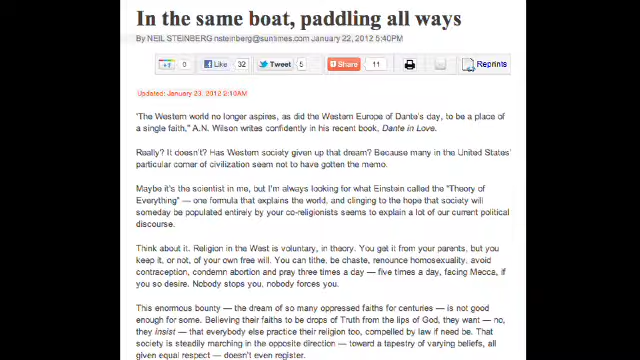 In the same boat, paddling all ways
By NEIL STEINBERG nsteinberg@suntimes.com January 22, 2012 5:40PM
+1 0 Like 32 Tweet 5 Share 11 Reprints
Updated: January 23, 2012 2:10AM
"The Western world no longer aspires, as did the Western Europe of Dante's day, to be a place of
a single faith," A.N. Wilson writes confidently in his recent book, Dante in Love.
Really? It doesn't? Has Western society given up that dream? Because many in the United States'
particular corner of civilization seem not to have gotten the memo.
Maybe it's the scientist in me, but I'm always looking for what Einstein called the "Theory of
Everything" — one formula that explains the world, and clinging to the hope that society will
someday be populated entirely by your co-religionists seems to explain a lot of our current political
discourse.
Think about it. Religion in the West is voluntary, in theory. You get it from your parents, but you
keep it, or not, of your own free will. You can tithe, be chaste, renounce homosexuality, avoid
contraception, condemn abortion and pray three times a day — five times a day, facing Mecca, if
you so desire. Nobody stops you, nobody forces you.
This enormous bounty — the dream of so many oppressed faiths for centuries — is not good
enough for some. Believing their faiths to be drops of Truth from the lips of God, they want — no,
they insist - that everybody else practice their religion too, compelled by law if need be. That
society is steadily marching in the opposite direction — toward a tapestry of varying beliefs, all
given equal respect — doesn't even register.